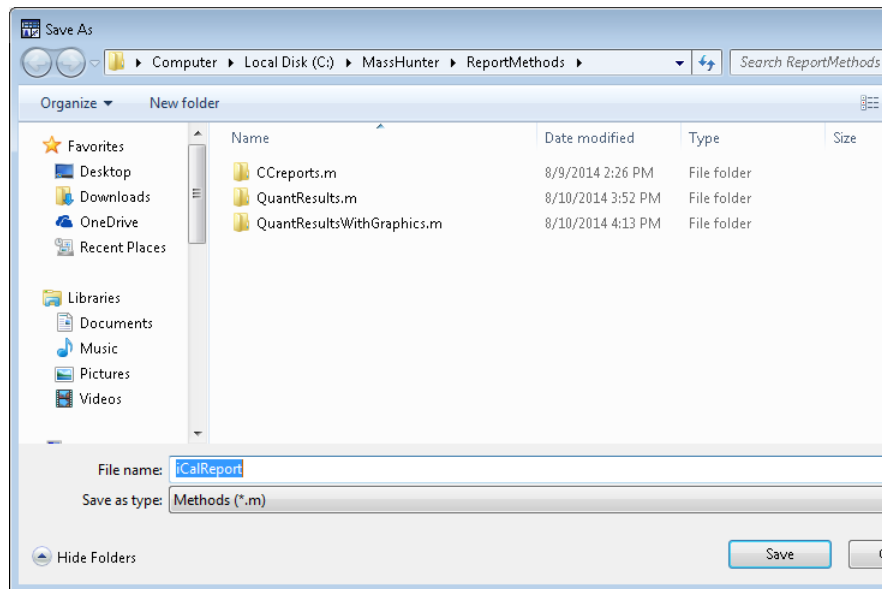 Save As
Computer Local Disk (C:) MassHunter ReportMethods Search ReportMethods
Organize New folder
Name Date modified Type Size
Favorites
Desktop
Downloads
OneDrive
Recent Places
Libraries
Documents
Music
Pictures
Videos
CCreports.m 8/9/2014 2:26 PM File folder
QuantResults.m 8/10/2014 3:52 PM File folder
QuantResultsWithGraphics.m 8/10/2014 4:13 PM File folder
File name: iCalReport
Save as type: Methods (*.m)
Hide Folders Save